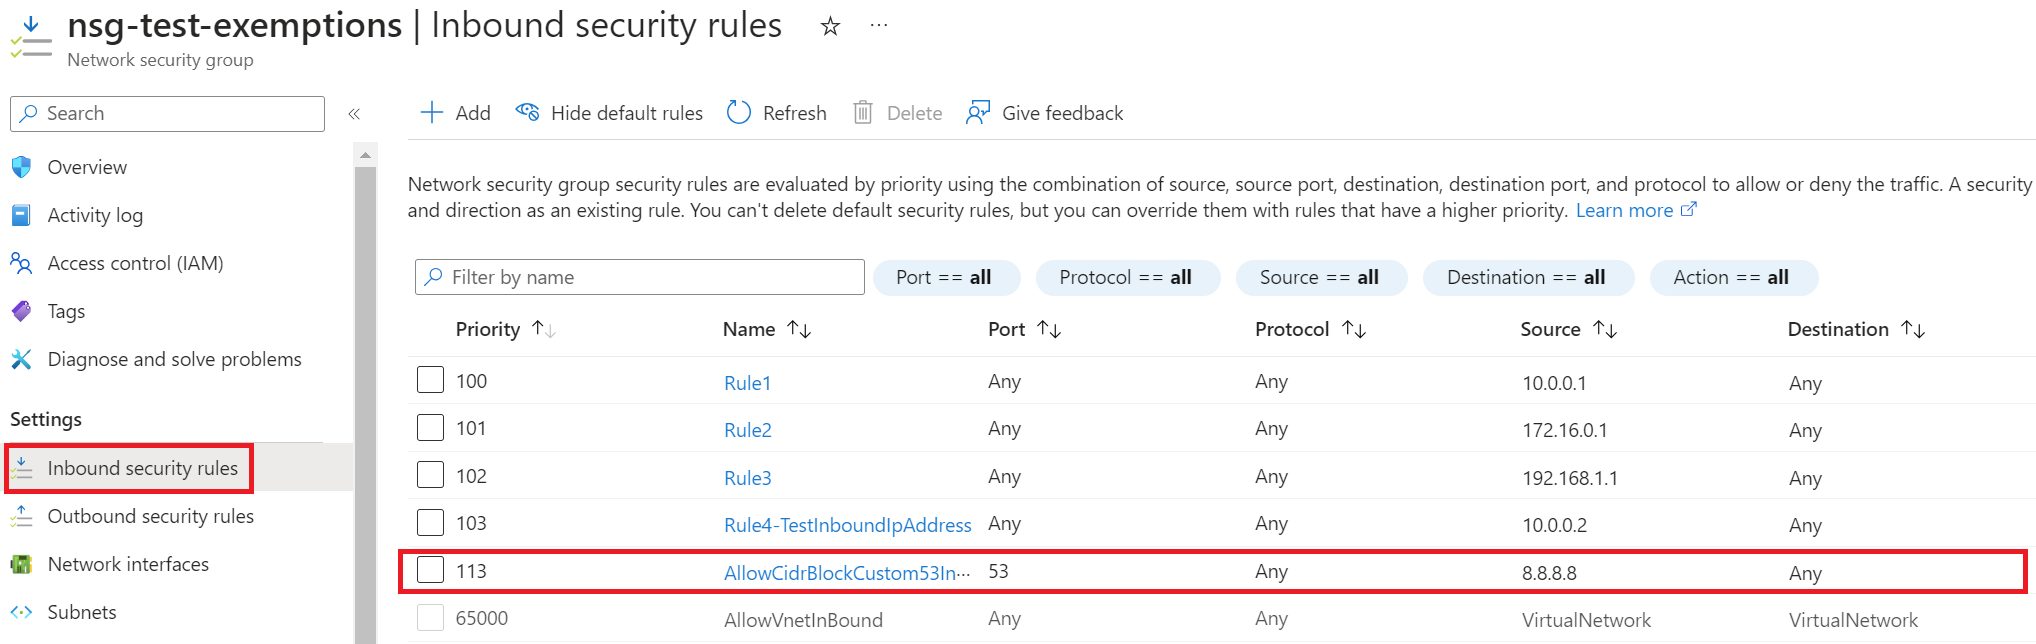 nsg-test-exemptions | Inbound security rules
Network security group
Search
Overview
Activity log
Access control (IAM)
Tags
Diagnose and solve problems
Settings
Inbound security rules
Outbound security rules
Network interfaces
Subnets
Add Hide default rules Refresh Delete Give feedback
Network security group security rules are evaluated by priority using the combination of source, source port, destination, destination port, and protocol to allow or deny the traffic. A security
and direction as an existing rule. You can't delete default security rules, but you can override them with rules that have a higher priority. Learn more
Filter by name Port == all Protocol == all Source == all Destination == all Action == all
Priority Name Port Protocol Source Destination
100 Rule1 Any Any 10.0.0.1 Any
101 Rule2 Any Any 172.16.0.1 Any
102 Rule3 Any Any 192.168.1.1 Any
103 Rule4-TestInboundIpAddress Any Any 10.0.0.2 Any
113 AllowCidrBlockCustom53In··· 53 Any 8.8.8.8 Any
65000 AllowVnetInBound Any Any VirtualNetwork VirtualNetwork